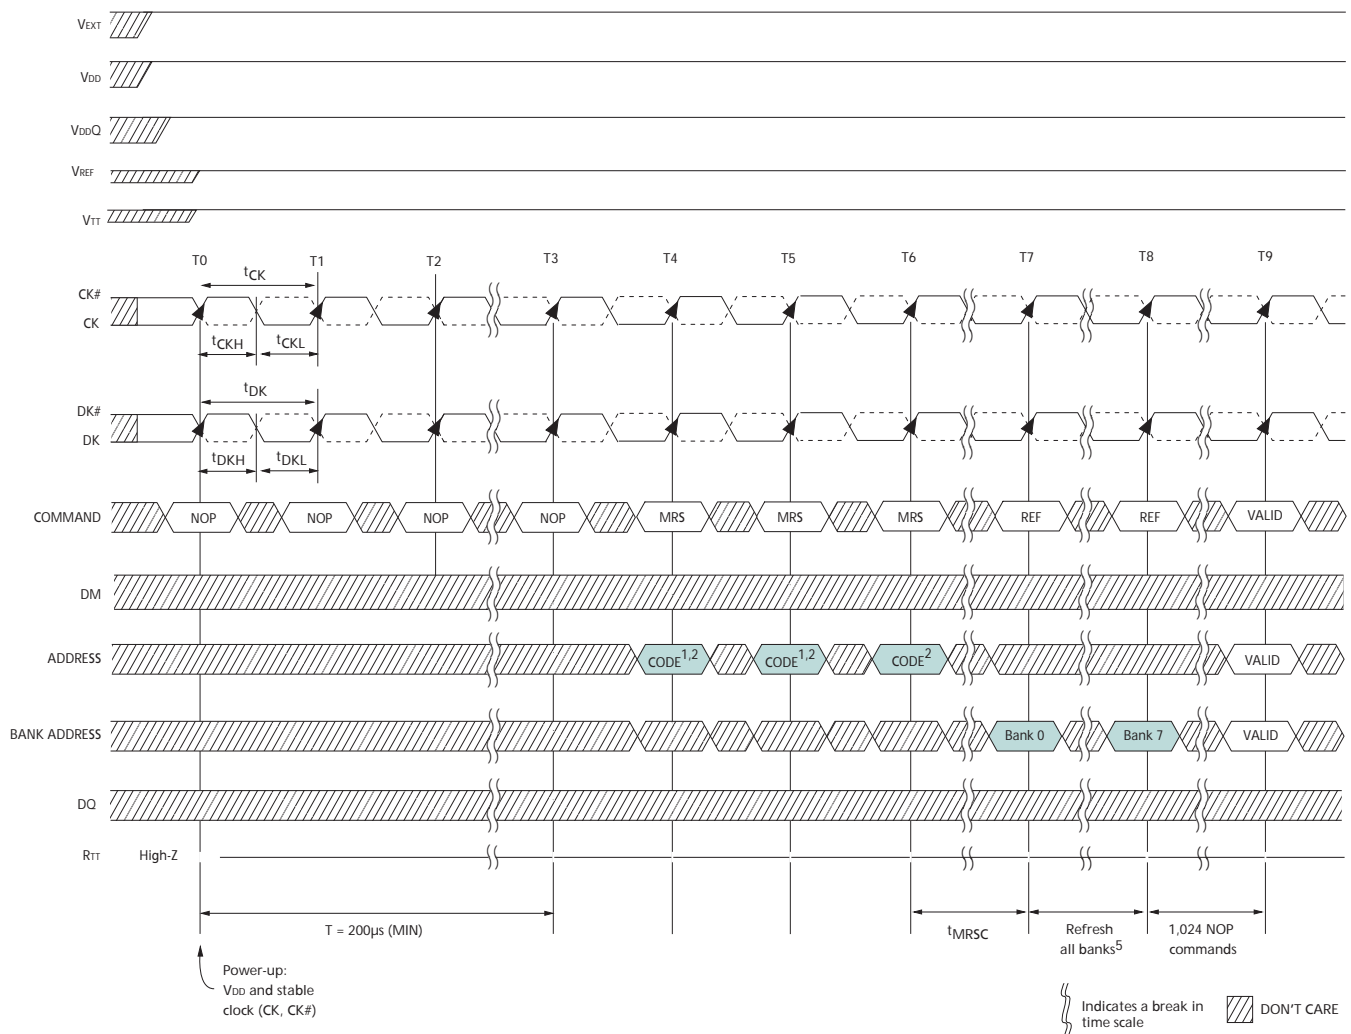 VEXT
VDD
VDDQ
VREF
VTT
T0 T1 T2 T3 T4 T5 T6 T7 T8 T9
tCK
CK#
CK
tCKH tCKL
tDK
DK#
DK
tDKH tDKL
COMMAND NOP NOP NOP NOP MRS MRS MRS REF REF VALID
DM
ADDRESS CODE1,2 CODE1,2 CODE2 VALID
BANK ADDRESS Bank 0 Bank 7 VALID
DQ
RTT High-Z
T = 200µs (MIN)
tMRSC
Refresh
all banks5
1,024 NOP
commands
Power-up:
VDD and stable
clock (CK, CK#)
Indicates a break in
time scale
DON'T CARE